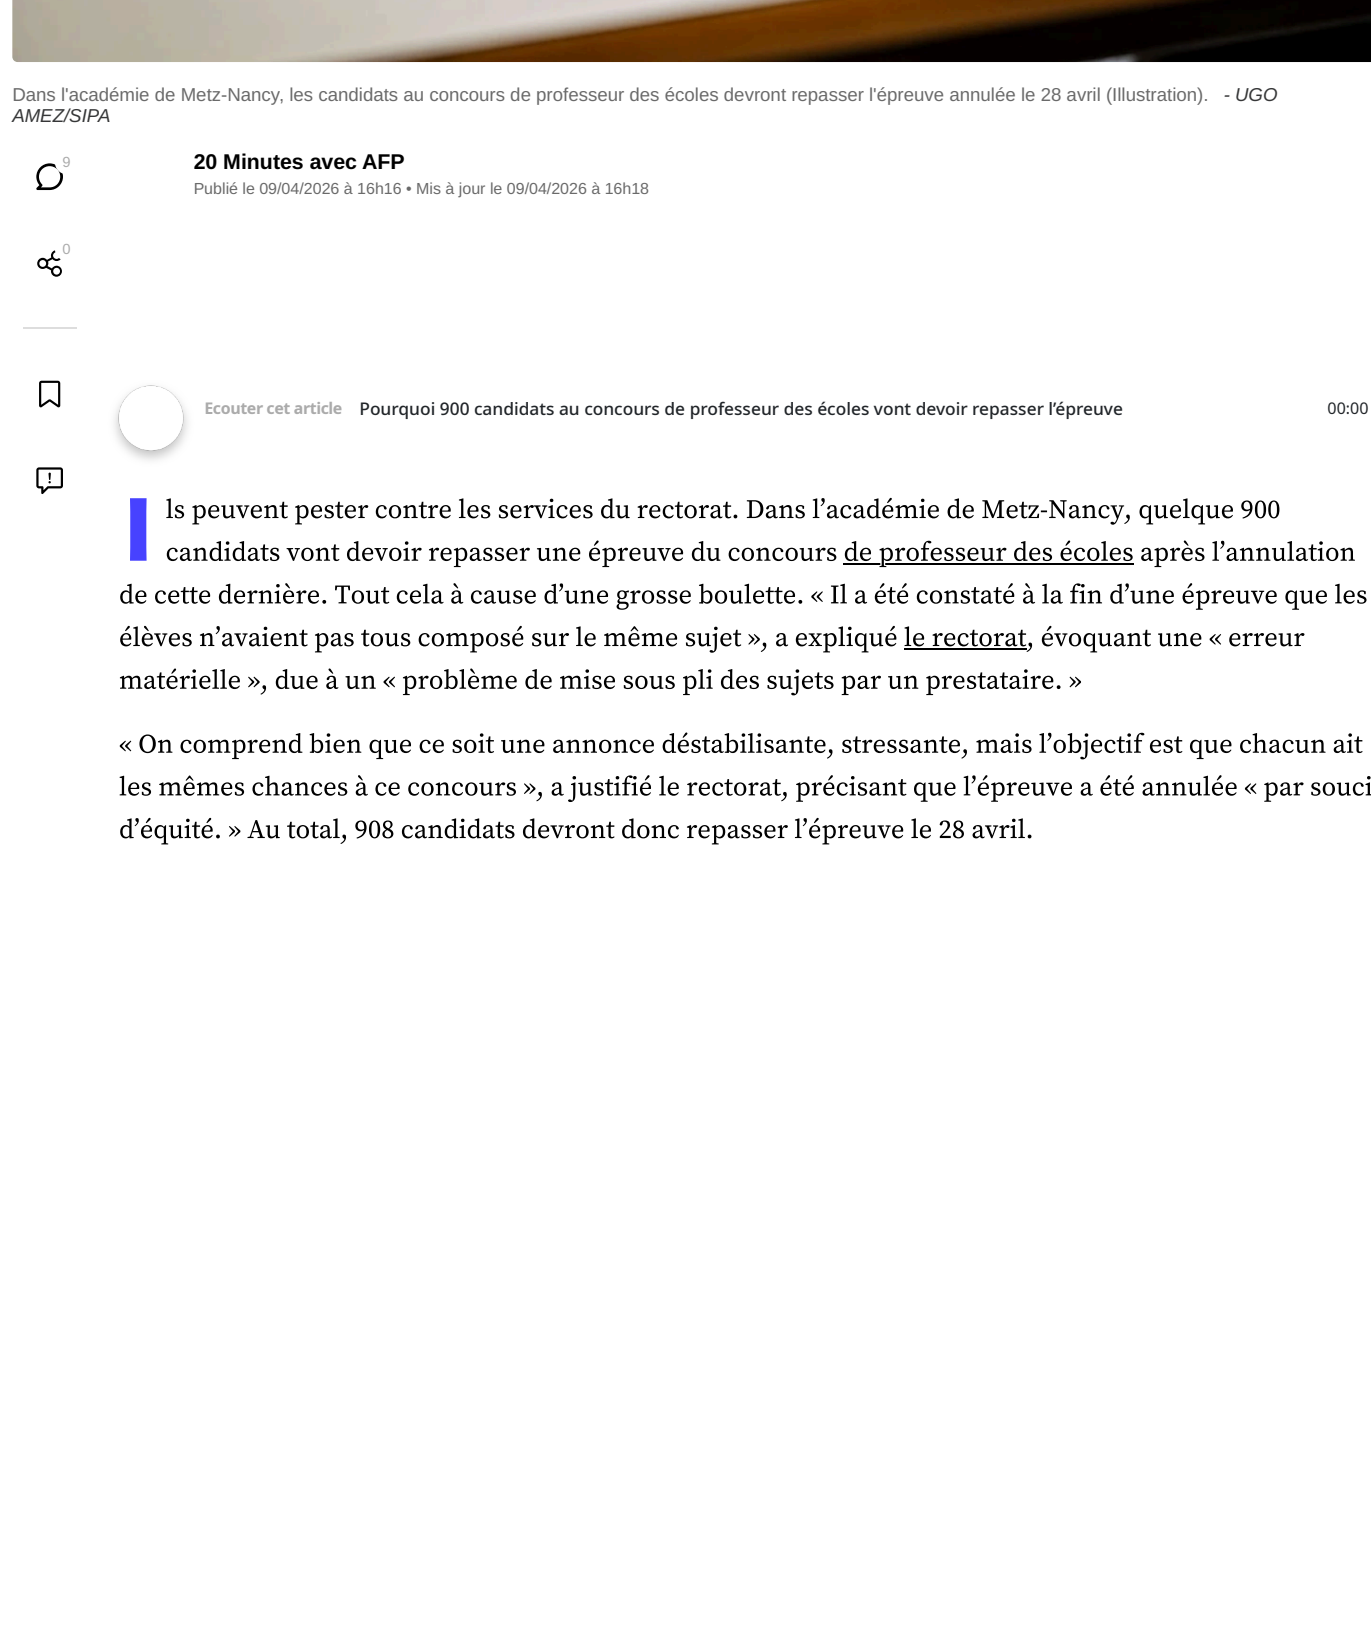 Dans l'académie de Metz-Nancy, les candidats au concours de professeur des écoles devront repasser l'épreuve annulée le 28 avril (Illustration). - UGO
AMEZ/SIPA
9
20 Minutes avec AFP
Publié le 09/04/2026 à 16h16 • Mis à jour le 09/04/2026 à 16h18
0
Ecouter cet article Pourquoi 900 candidats au concours de professeur des écoles vont devoir repasser l’épreuve 00:00
Ils peuvent pester contre les services du rectorat. Dans l’académie de Metz-Nancy, quelque 900
candidats vont devoir repasser une épreuve du concours de professeur des écoles après l’annulation
de cette dernière. Tout cela à cause d’une grosse boulette. « Il a été constaté à la fin d’une épreuve que les
élèves n’avaient pas tous composé sur le même sujet », a expliqué le rectorat, évoquant une « erreur
matérielle », due à un « problème de mise sous pli des sujets par un prestataire. »
« On comprend bien que ce soit une annonce déstabilisante, stressante, mais l’objectif est que chacun ait
les mêmes chances à ce concours », a justifié le rectorat, précisant que l’épreuve a été annulée « par souci
d’équité. » Au total, 908 candidats devront donc repasser l’épreuve le 28 avril.